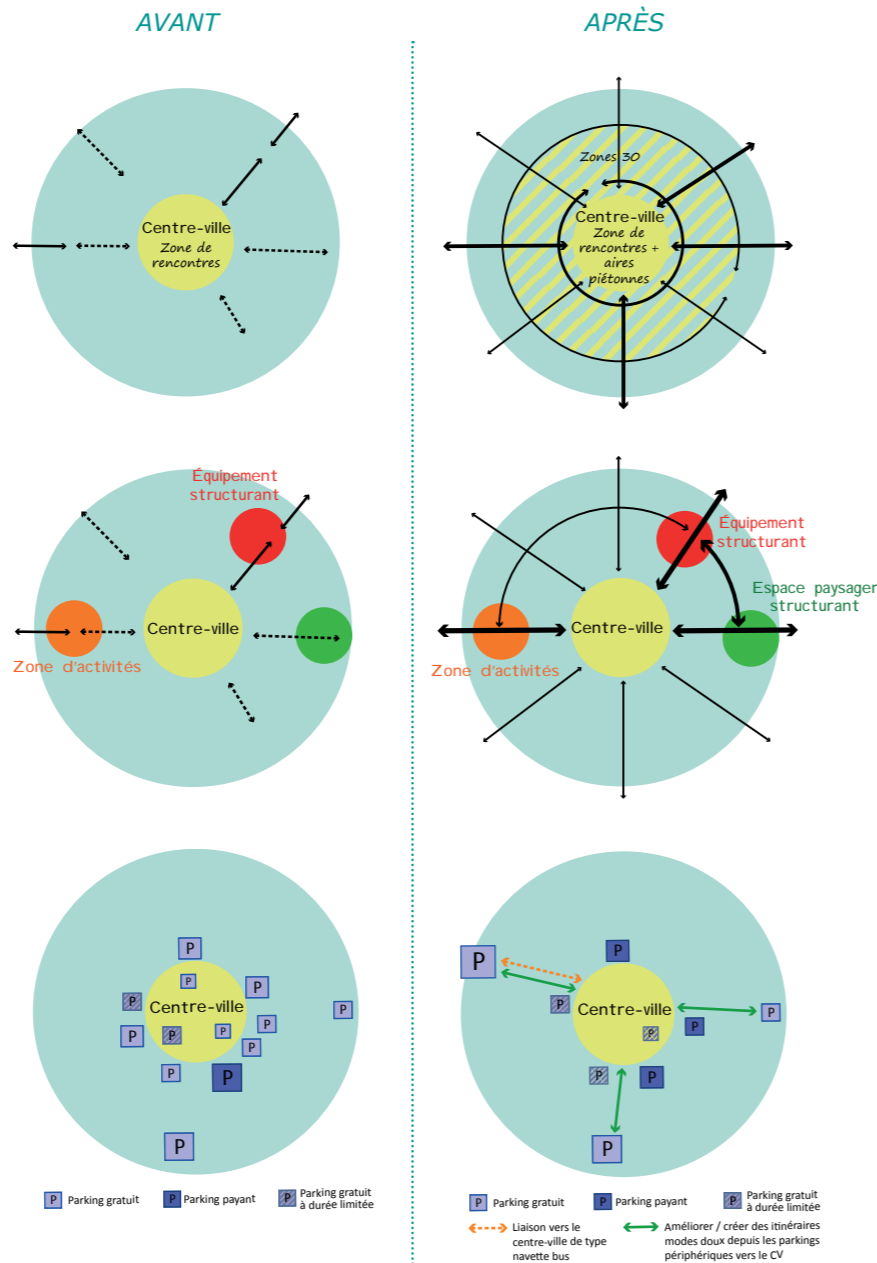 AVANT
APRÈS
Centre-ville
Zone de
rencontres
Zones 30
Centre-ville
Zone de
rencontres +
aires
piétonnes
Équipement
structurant
Centre-ville
Zone d'activités
Équipement
structurant
Espace paysager
structurant
Centre-ville
Zone d'activités
P
P
P
P
Centre-ville
P
P
P
P
P
P
P
P
P
P
P
P
P
P
Centre-ville
P
P
P
P
P
P
P Parking gratuit
P Parking payant
P Parking gratuit
à durée limitée
P Parking gratuit
P Parking payant
P Parking gratuit
à durée limitée
Liaison vers le
centre-ville de type
navette bus
Améliorer / créer des itinéraires
modes doux depuis les parkings
périphériques vers le CV